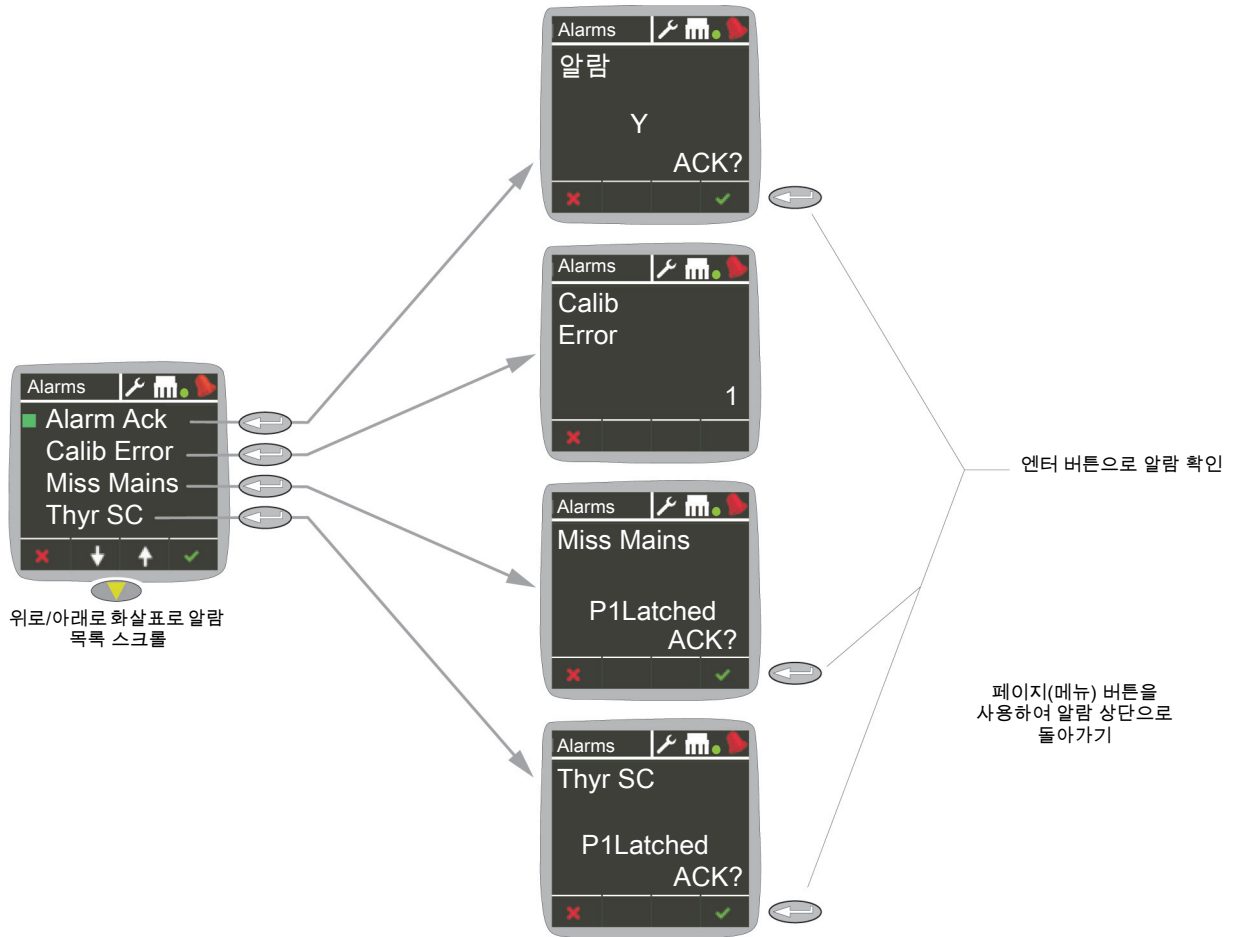 Alarms
Alarm Ack
Calib Error
Miss Mains
Thyr SC
위로/아래로 화살표로 알람
목록 스크롤
Alarms
알람
Y
ACK?
Alarms
Calib
Error
1
Alarms
Miss Mains
P1Latched
ACK?
Alarms
Thyr SC
P1Latched
ACK?
엔터 버튼으로 알람 확인
페이지(메뉴) 버튼을
사용하여 알람 상단으로
돌아가기